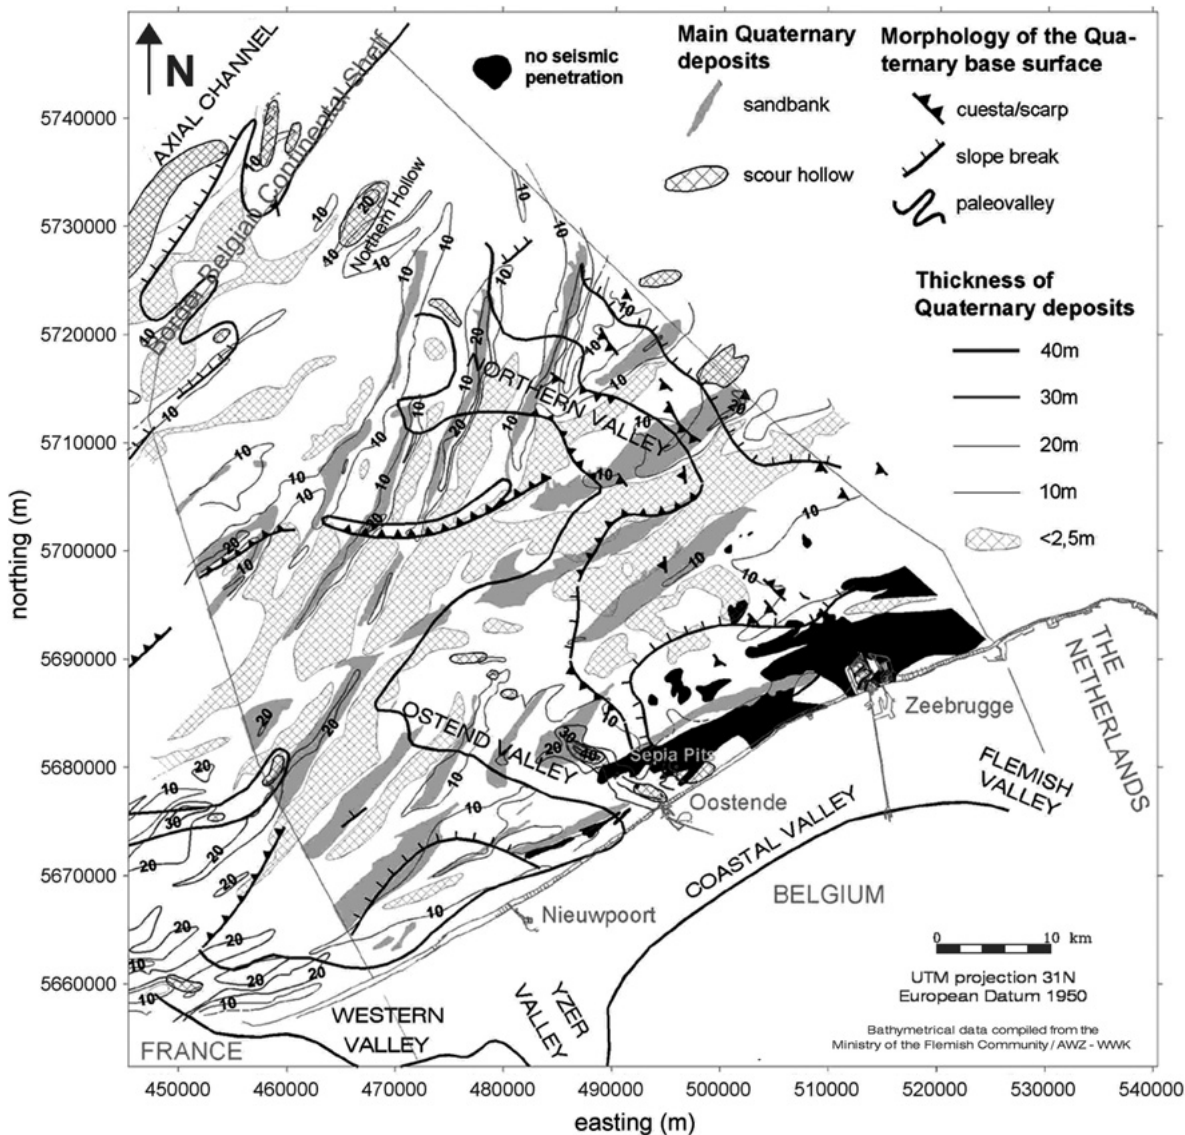 N
AXIAL CHANNEL
Border Belgian Continental Shelf
Northern Hollow
no seismic
penetration
Main Quaternary
deposits
sandbank
scour hollow
Morphology of the Qua-
ternary base surface
cuesta/scarp
slope break
paleovalley
Thickness of
Quaternary deposits
40m
30m
20m
10m
<2,5m
NORTHERN VALLEY
OSTEND VALLEY
Sepia Pits
Oostende
Zeebrugge
THE
NETHERLANDS
FLEMISH
VALLEY
COASTAL VALLEY
BELGIUM
Nieuwpoort
WESTERN
VALLEY
YZER
VALLEY
FRANCE
0 10 km
UTM projection 31N
European Datum 1950
Bathymetrical data compiled from the
Ministry of the Flemish Community / AWZ - WWK
northing (m)
5740000
5730000
5720000
5710000
5700000
5690000
5680000
5670000
5660000
450000 460000 470000 480000 490000 500000 510000 520000 530000 540000
easting (m)